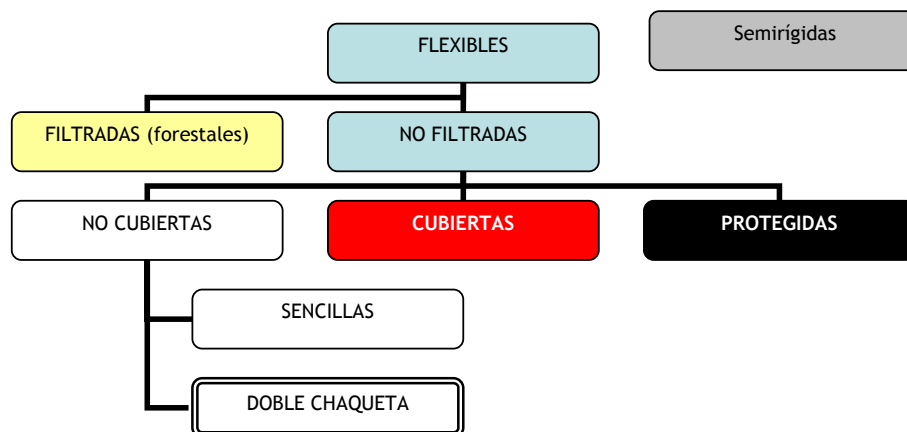 FLEXIBLES
Semirígidas
FILTRADAS (forestales)
NO FILTRADAS
NO CUBIERTAS
CUBIERTAS
PROTEGIDAS
SENCILLAS
DOBLE CHAQUETA